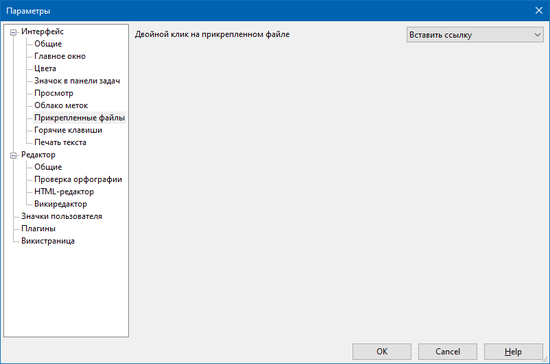 Параметры
Интерфейс
Общие
Главное окно
Цвета
Значок в панели задач
Просмотр
Облако меток
Прикрепленные файлы
Горячие клавиши
Печать текста
Редактор
Общие
Проверка орфографии
HTML-редактор
Викиредактор
Значки пользователя
Плагины
Викистраница
Двойной клик на прикрепленном файле
Вставить ссылку
OK
Cancel
Help